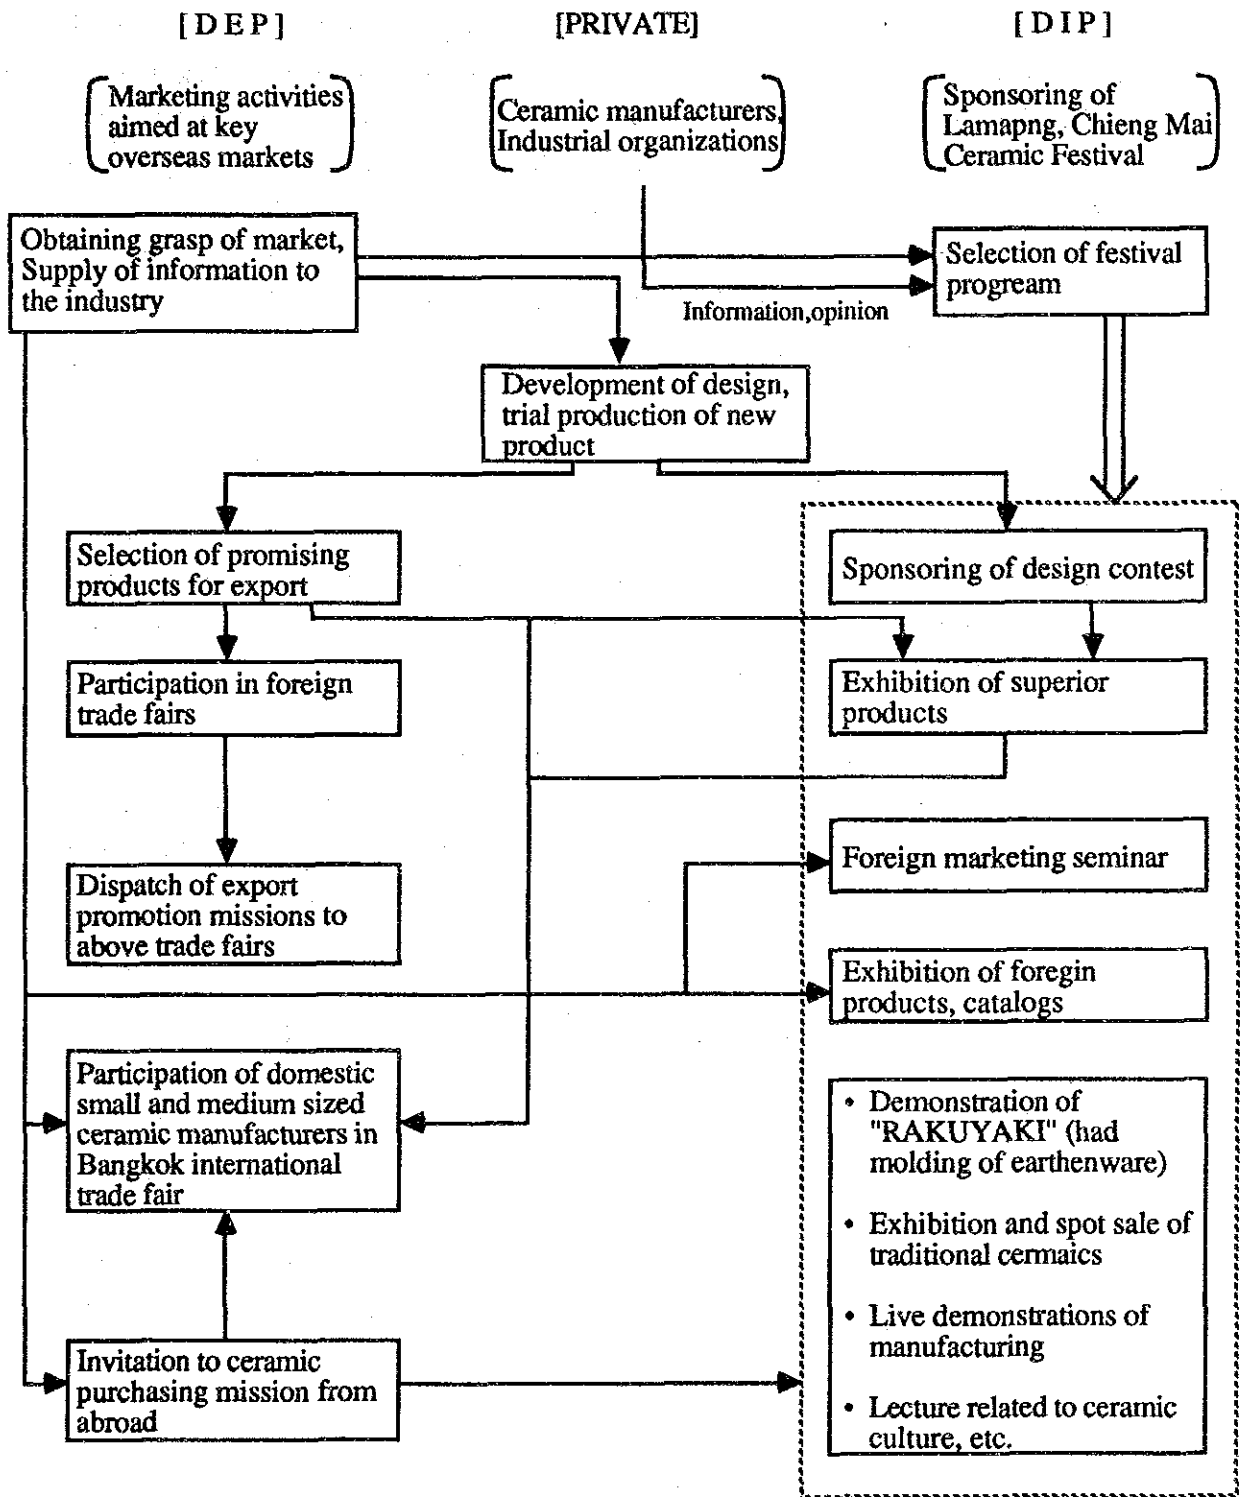 [ D E P ]
[PRIVATE]
[ D I P ]
Marketing activities
aimed at key
overseas markets
Ceramic manufacturers,
Industrial organizations
Sponsoring of
Lamapng, Chieng Mai
Ceramic Festival
Obtaining grasp of market,
Supply of information to
the industry
Selection of festival
progream
Information,opinion
Development of design,
trial production of new
product
Selection of promising
products for export
Sponsoring of design contest
Participation in foreign
trade fairs
Exhibition of superior
products
Dispatch of export
promotion missions to
above trade fairs
Foreign marketing seminar
Exhibition of foregin
products, catalogs
Participation of domestic
small and medium sized
ceramic manufacturers in
Bangkok international
trade fair
• Demonstration of
"RAKUYAKI" (had
molding of earthenware)
• Exhibition and spot sale of
traditional cermaics
• Live demonstrations of
manufacturing
• Lecture related to ceramic
culture, etc.
Invitation to ceramic
purchasing mission from
abroad